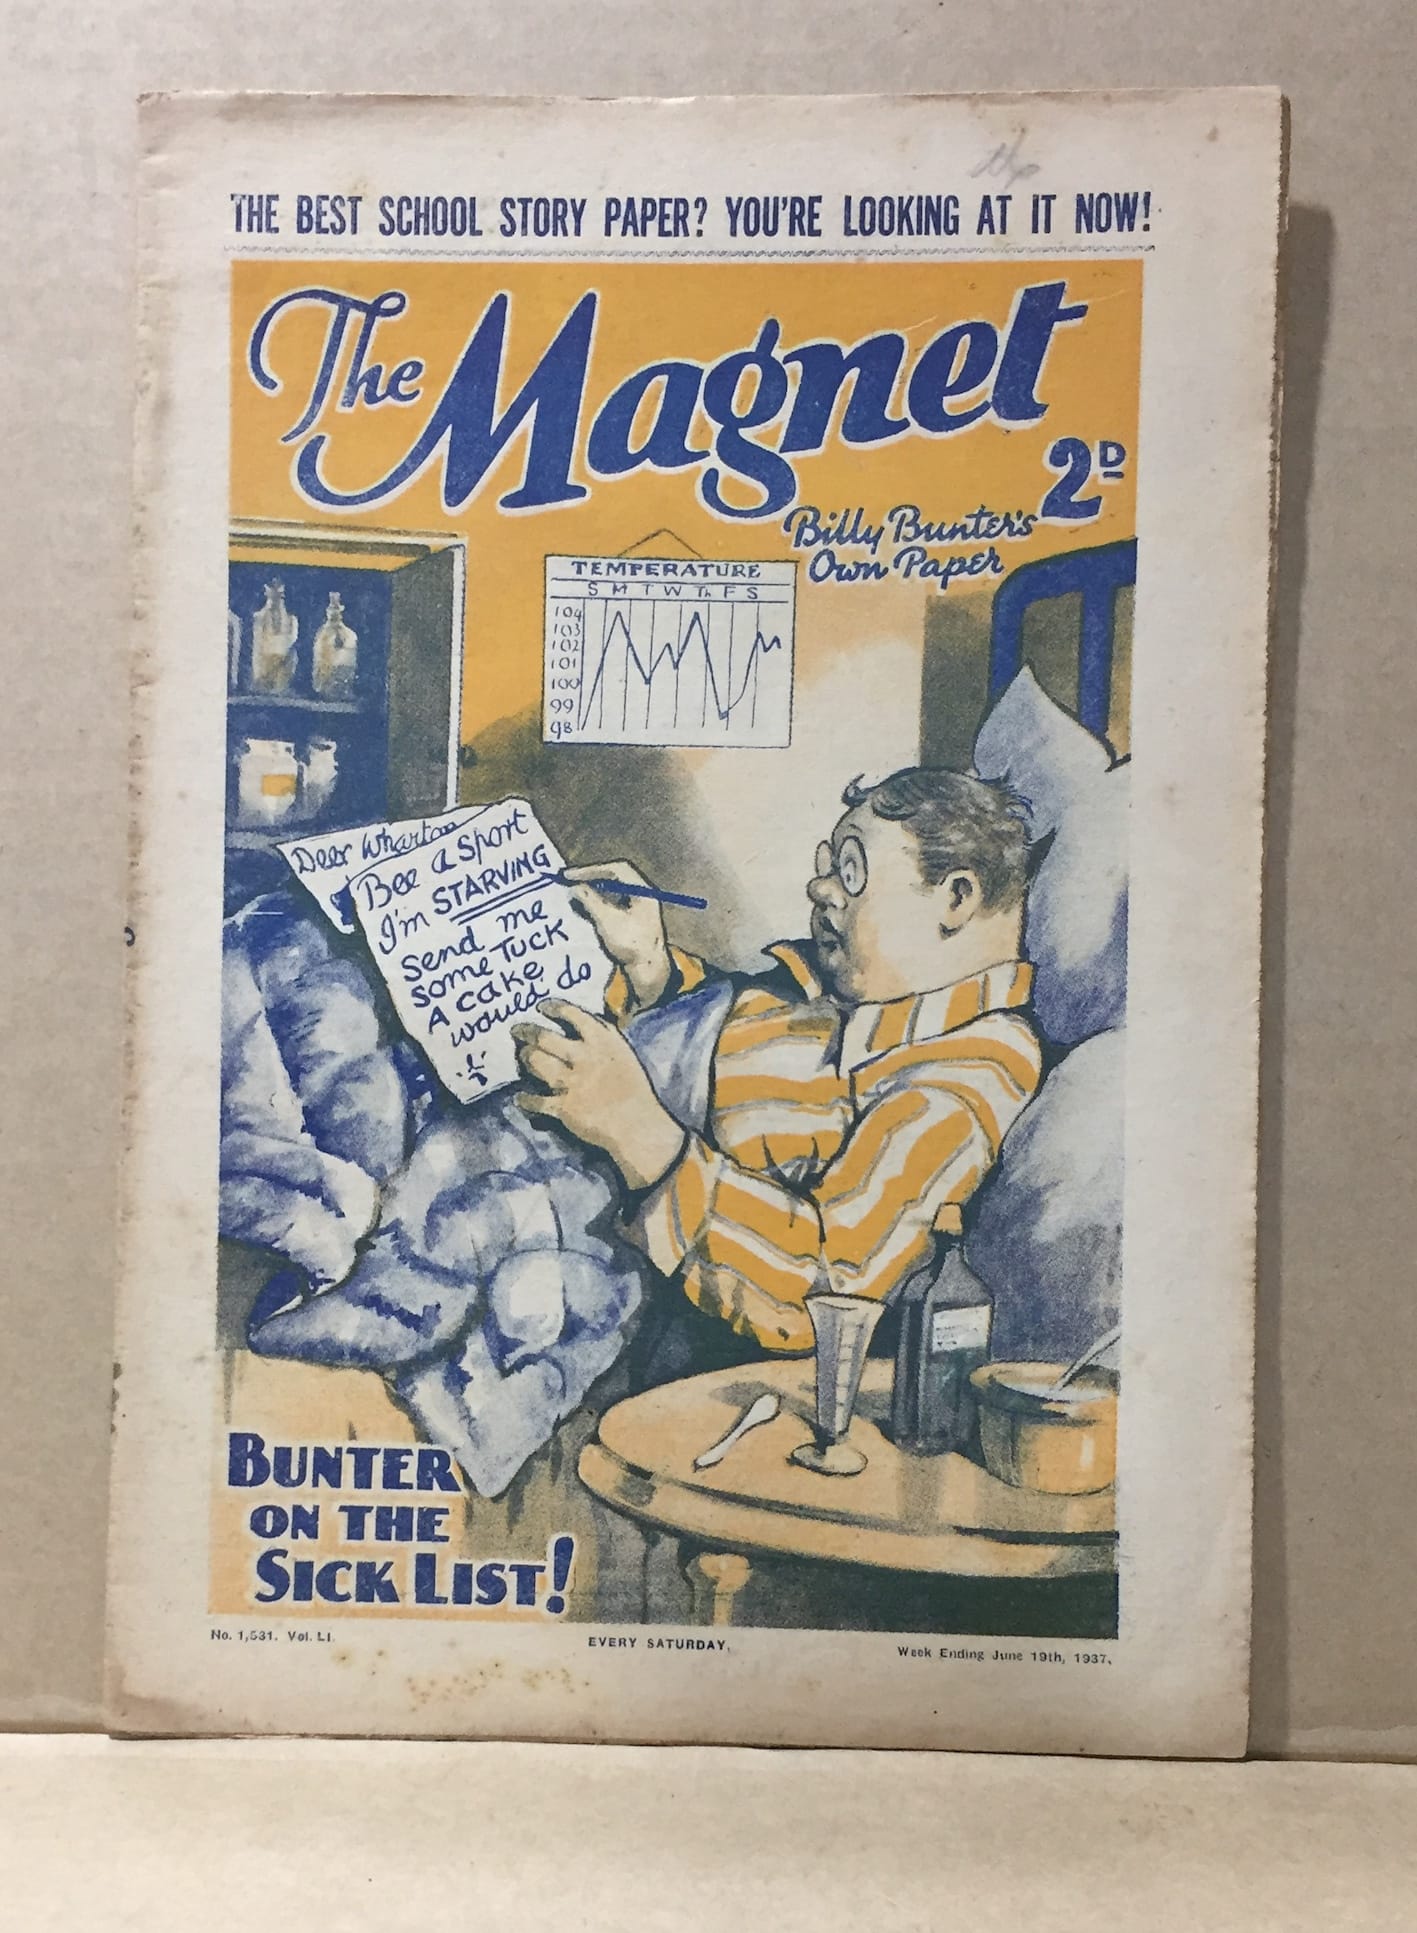 THE BEST SCHOOL STORY PAPER? YOU'RE LOOKING AT IT NOW!
The Magnet
2D
Billy Bunter's
Own Paper
TEMPERATURE
S M T W Th F S
104
103
102
101
100
99
98
Deer Wharton
Bee a Sport
I'm STARVING
Send me
some TUCK
A cake
would do
BUNTER
ON THE
SICK LIST!
No. 1,531. Vol. LI.
EVERY SATURDAY.
Week Ending June 19th, 1937.